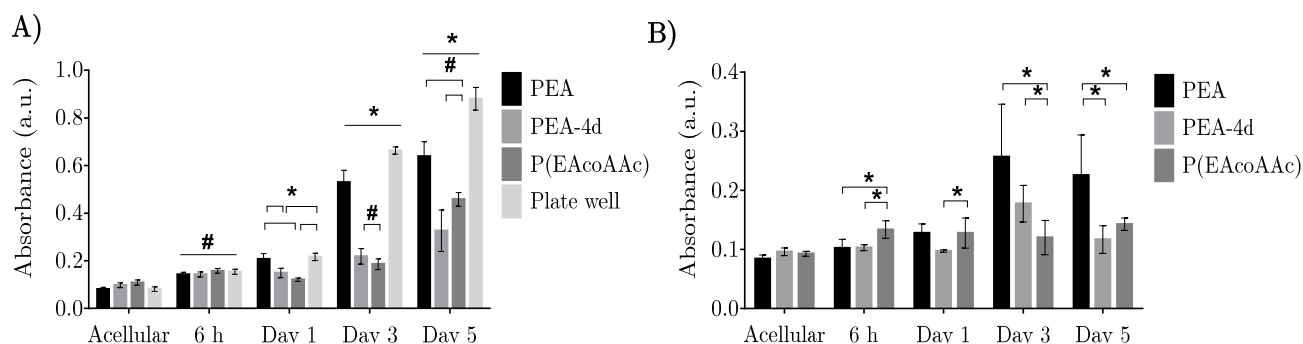 A)
Absorbance (a.u.)
1.0
0.8
0.6
0.4
0.2
0.0
*
#
*
#
*
#
Acellular 6 h Day 1 Day 3 Day 5
PEA
PEA-4d
P(EAcoAAc)
Plate well
B)
Absorbance (a.u.)
0.4
0.3
0.2
0.1
0.0
* *
* *
*
* *
Acellular 6 h Day 1 Day 3 Day 5
PEA
PEA-4d
P(EAcoAAc)